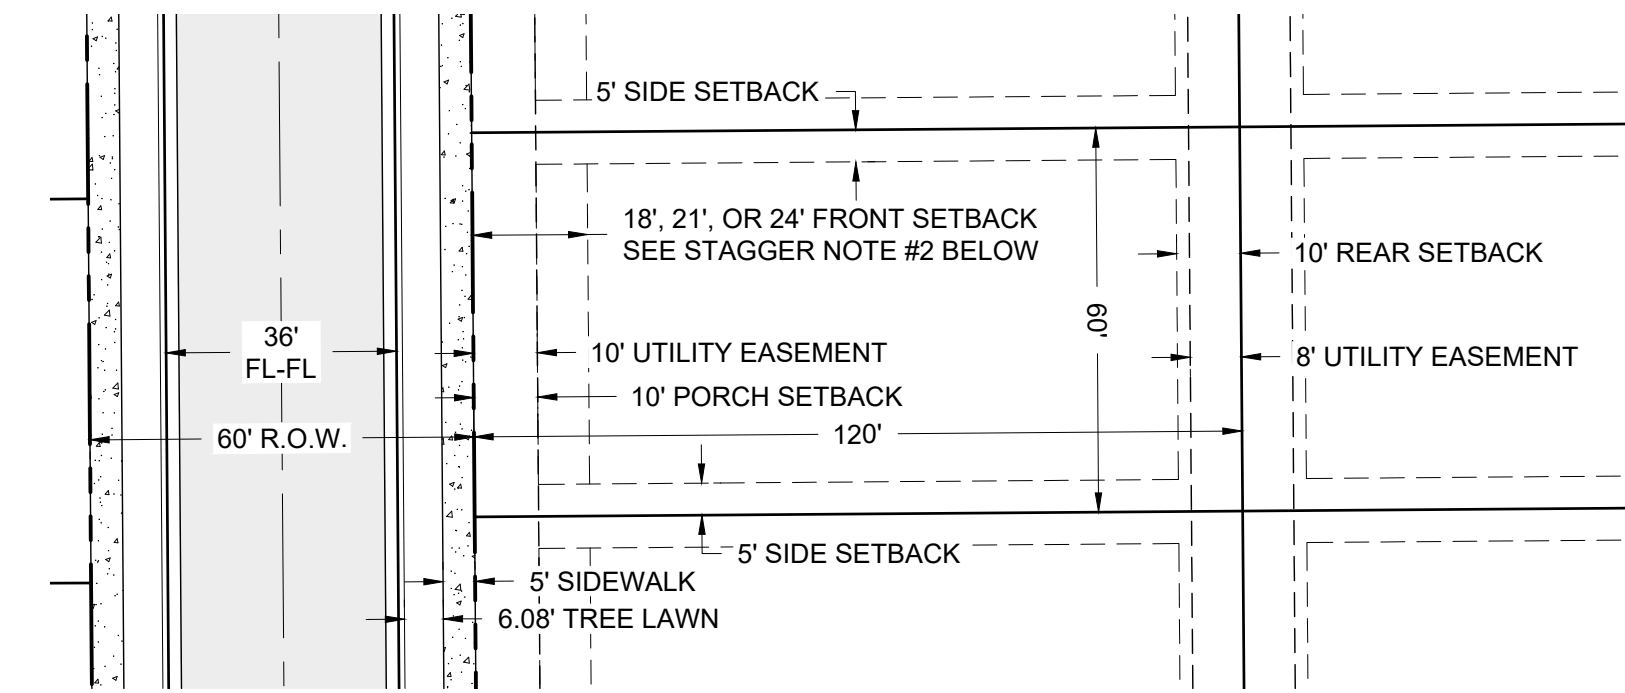 5' SIDE SETBACK
18', 21', OR 24' FRONT SETBACK
SEE STAGGER NOTE #2 BELOW
10' REAR SETBACK
60'
36'
FL-FL
10' UTILITY EASEMENT
8' UTILITY EASEMENT
10' PORCH SETBACK
60' R.O.W.
120'
5' SIDE SETBACK
5' SIDEWALK
6.08' TREE LAWN